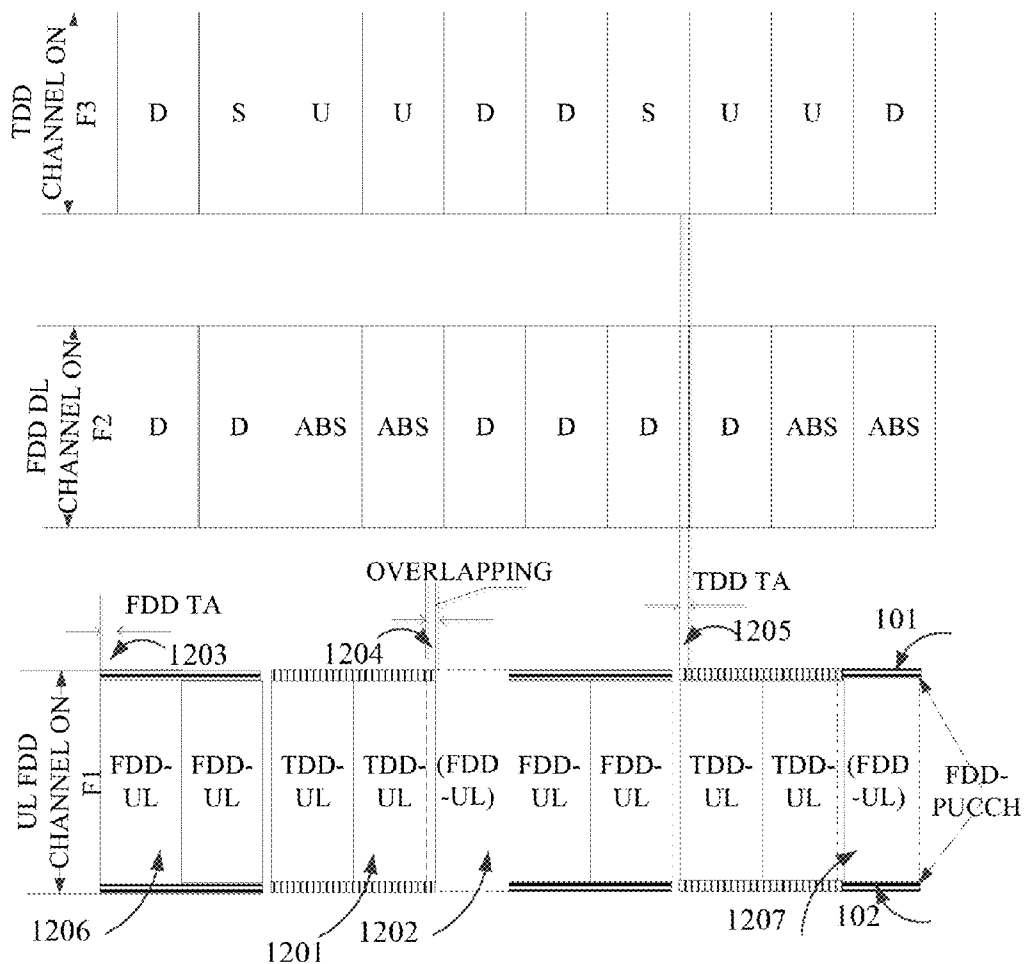 TDD
CHANNEL ON
F3
D S U U D D S U U D
FDD DL
CHANNEL ON
F2
D D ABS ABS D D D D ABS ABS
OVERLAPPING
FDD TA
TDD TA
1203
1204
1205
101
UL FDD
CHANNEL ON
F1
FDD- FDD- TDD- TDD- (FDD FDD- FDD- TDD- TDD- (FDD
UL UL UL UL -UL) UL UL UL UL -UL)
FDD-
PUCCH
1206
1201
1202
1207
102